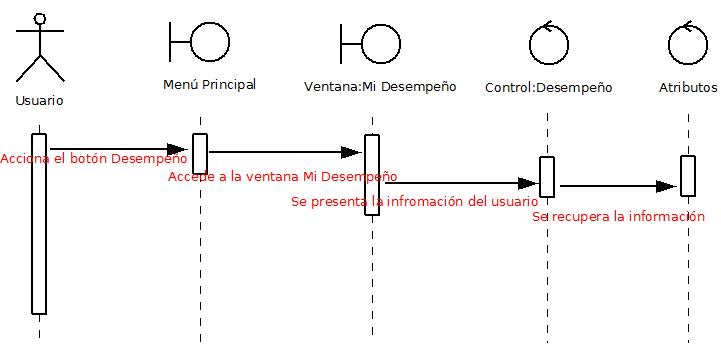 Usuario
Menú Principal
Ventana:Mi Desempeño
Control:Desempeño
Atributos
Acciona el botón Desempeño
Accede a la ventana Mi Desempeño
Se presenta la infromación del usuario
Se recupera la información